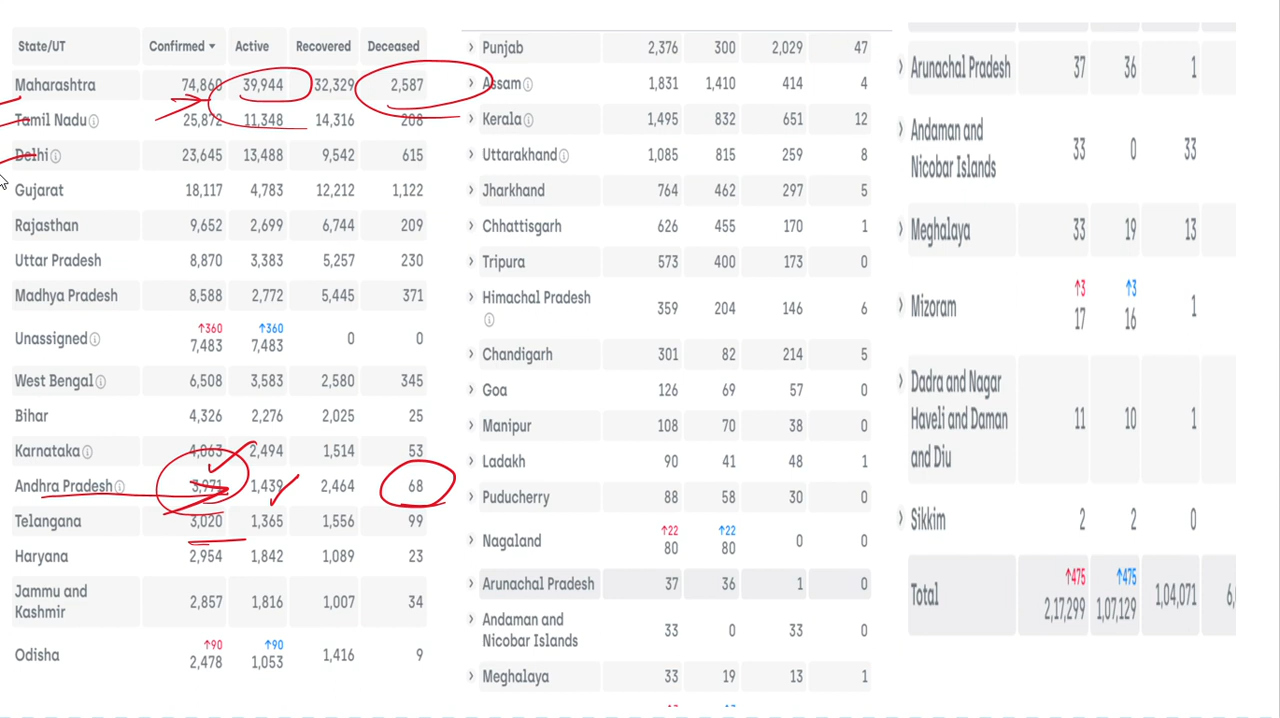 State/UT Confirmed ▾ Active Recovered Deceased
Maharashtra 74,860 39,944 32,329 2,587
Tamil Nadu 25,872 11,348 14,316 208
Delhi 23,645 13,488 9,542 615
Gujarat 18,117 4,783 12,212 1,122
Rajasthan 9,652 2,699 6,744 209
Uttar Pradesh 8,870 3,383 5,257 230
Madhya Pradesh 8,588 2,772 5,445 371
↑360 ↑360
Unassigned 7,483 7,483 0 0
West Bengal 6,508 3,583 2,580 345
Bihar 4,326 2,276 2,025 25
Karnataka 4,063 2,494 1,514 53
Andhra Pradesh 3,971 1,439 2,464 68
Telangana 3,020 1,365 1,556 99
Haryana 2,954 1,842 1,089 23
Jammu and
Kashmir 2,857 1,816 1,007 34
↑90 ↑90
Odisha 2,478 1,053 1,416 9
Punjab 2,376 300 2,029 47
Assam 1,831 1,410 414 4
Kerala 1,495 832 651 12
Uttarakhand 1,085 815 259 8
Jharkhand 764 462 297 5
Chhattisgarh 626 455 170 1
Tripura 573 400 173 0
Himachal Pradesh 359 204 146 6
Chandigarh 301 82 214 5
Goa 126 69 57 0
Manipur 108 70 38 0
Ladakh 90 41 48 1
Puducherry 88 58 30 0
↑22 ↑22
Nagaland 80 80 0 0
Arunachal Pradesh 37 36 1 0
Andaman and
Nicobar Islands 33 0 33 0
Meghalaya 33 19 13 1
Arunachal Pradesh 37 36 1
Andaman and
Nicobar Islands 33 0 33
Meghalaya 33 19 13
↑3 ↑3
Mizoram 17 16 1
Dadra and Nagar
Haveli and Daman 11 10 1
and Diu
Sikkim 2 2 0
↑475 ↑475
Total 2,17,299 1,07,129 1,04,071